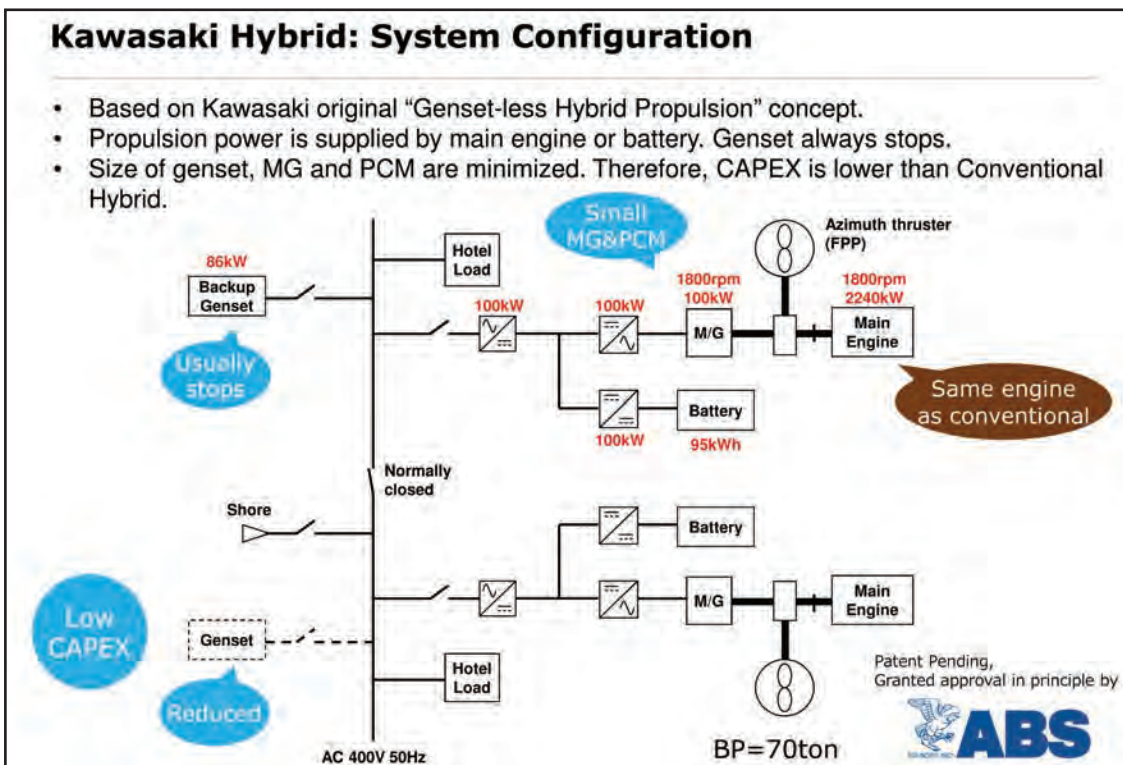 Kawasaki Hybrid: System Configuration
• Based on Kawasaki original “Genset-less Hybrid Propulsion” concept.
• Propulsion power is supplied by main engine or battery. Genset always stops.
• Size of genset, MG and PCM are minimized. Therefore, CAPEX is lower than Conventional
Hybrid.
Small
MG&PCM
Azimuth thruster
(FPP)
Hotel
Load
86kW
Backup
Genset
Usually
stops
100kW
100kW
1800rpm
100kW
M/G
1800rpm
2240kW
Main
Engine
Same engine
as conventional
100kW
Battery
95kWh
Normally
closed
Shore
Battery
Low
CAPEX
Genset
Reduced
M/G
Main
Engine
Hotel
Load
AC 400V 50Hz
BP=70ton
Patent Pending,
Granted approval in principle by
ABS